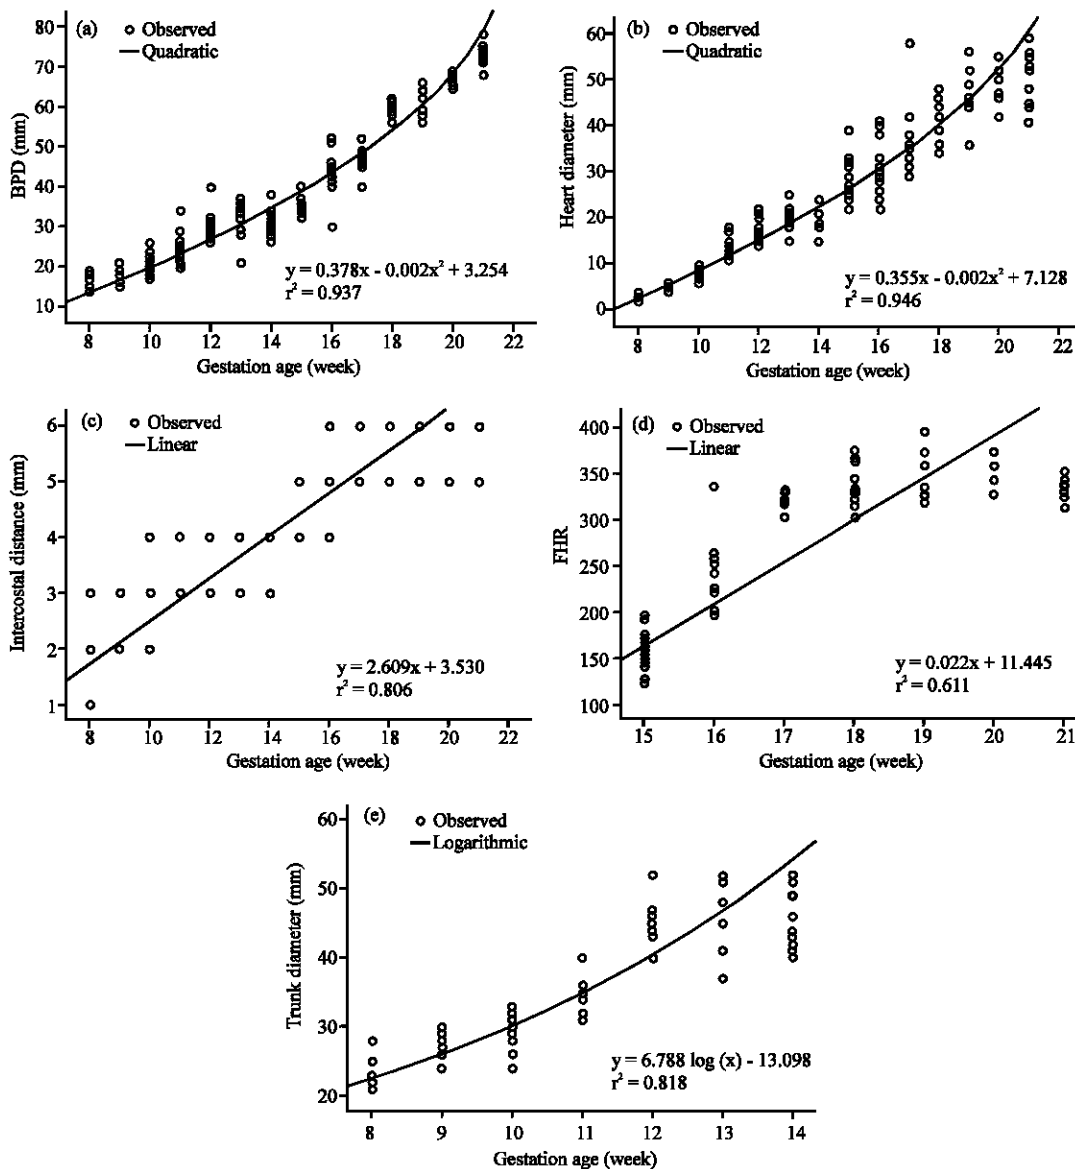 (a)
Observed
Quadratic
80
70
60
50
40
30
20
10
BPD (mm)
y = 0.378x - 0.002x² + 3.254
r² = 0.937
8 10 12 14 16 18 20 22
Gestation age (week)
(b)
Observed
Quadratic
60
50
40
30
20
10
0
Heart diameter (mm)
y = 0.355x - 0.002x² + 7.128
r² = 0.946
8 10 12 14 16 18 20 22
Gestation age (week)
(c)
Observed
Linear
6
5
4
3
2
1
Intercostal distance (mm)
y = 2.609x + 3.530
r² = 0.806
8 10 12 14 16 18 20 22
Gestation age (week)
(d)
Observed
Linear
400
350
300
250
200
150
100
FHR
y = 0.022x + 11.445
r² = 0.611
15 16 17 18 19 20 21
Gestation age (week)
(e)
Observed
Logarithmic
60
50
40
30
20
Trunk diameter (mm)
y = 6.788 log (x) - 13.098
r² = 0.818
8 9 10 11 12 13 14
Gestation age (week)